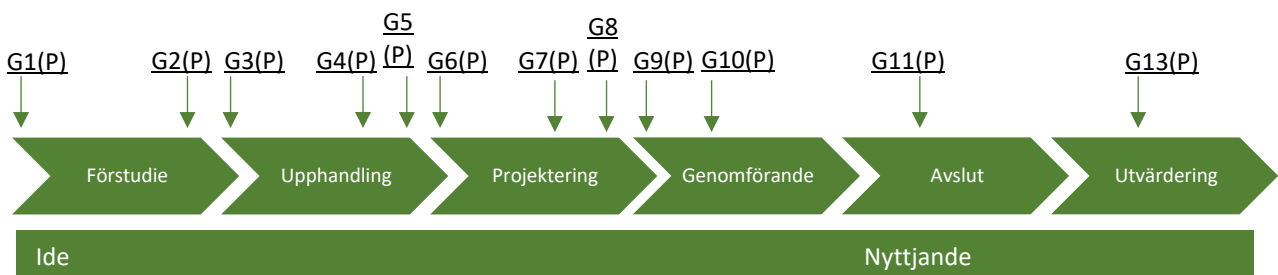 G1(P) G2(P) G3(P) G4(P) G5 (P) G6(P) G7(P) G8 (P) G9(P) G10(P) G11(P) G13(P)
Förstudie Upphandling Projektering Genomförande Avslut Utvärdering
Ide Nyttjande